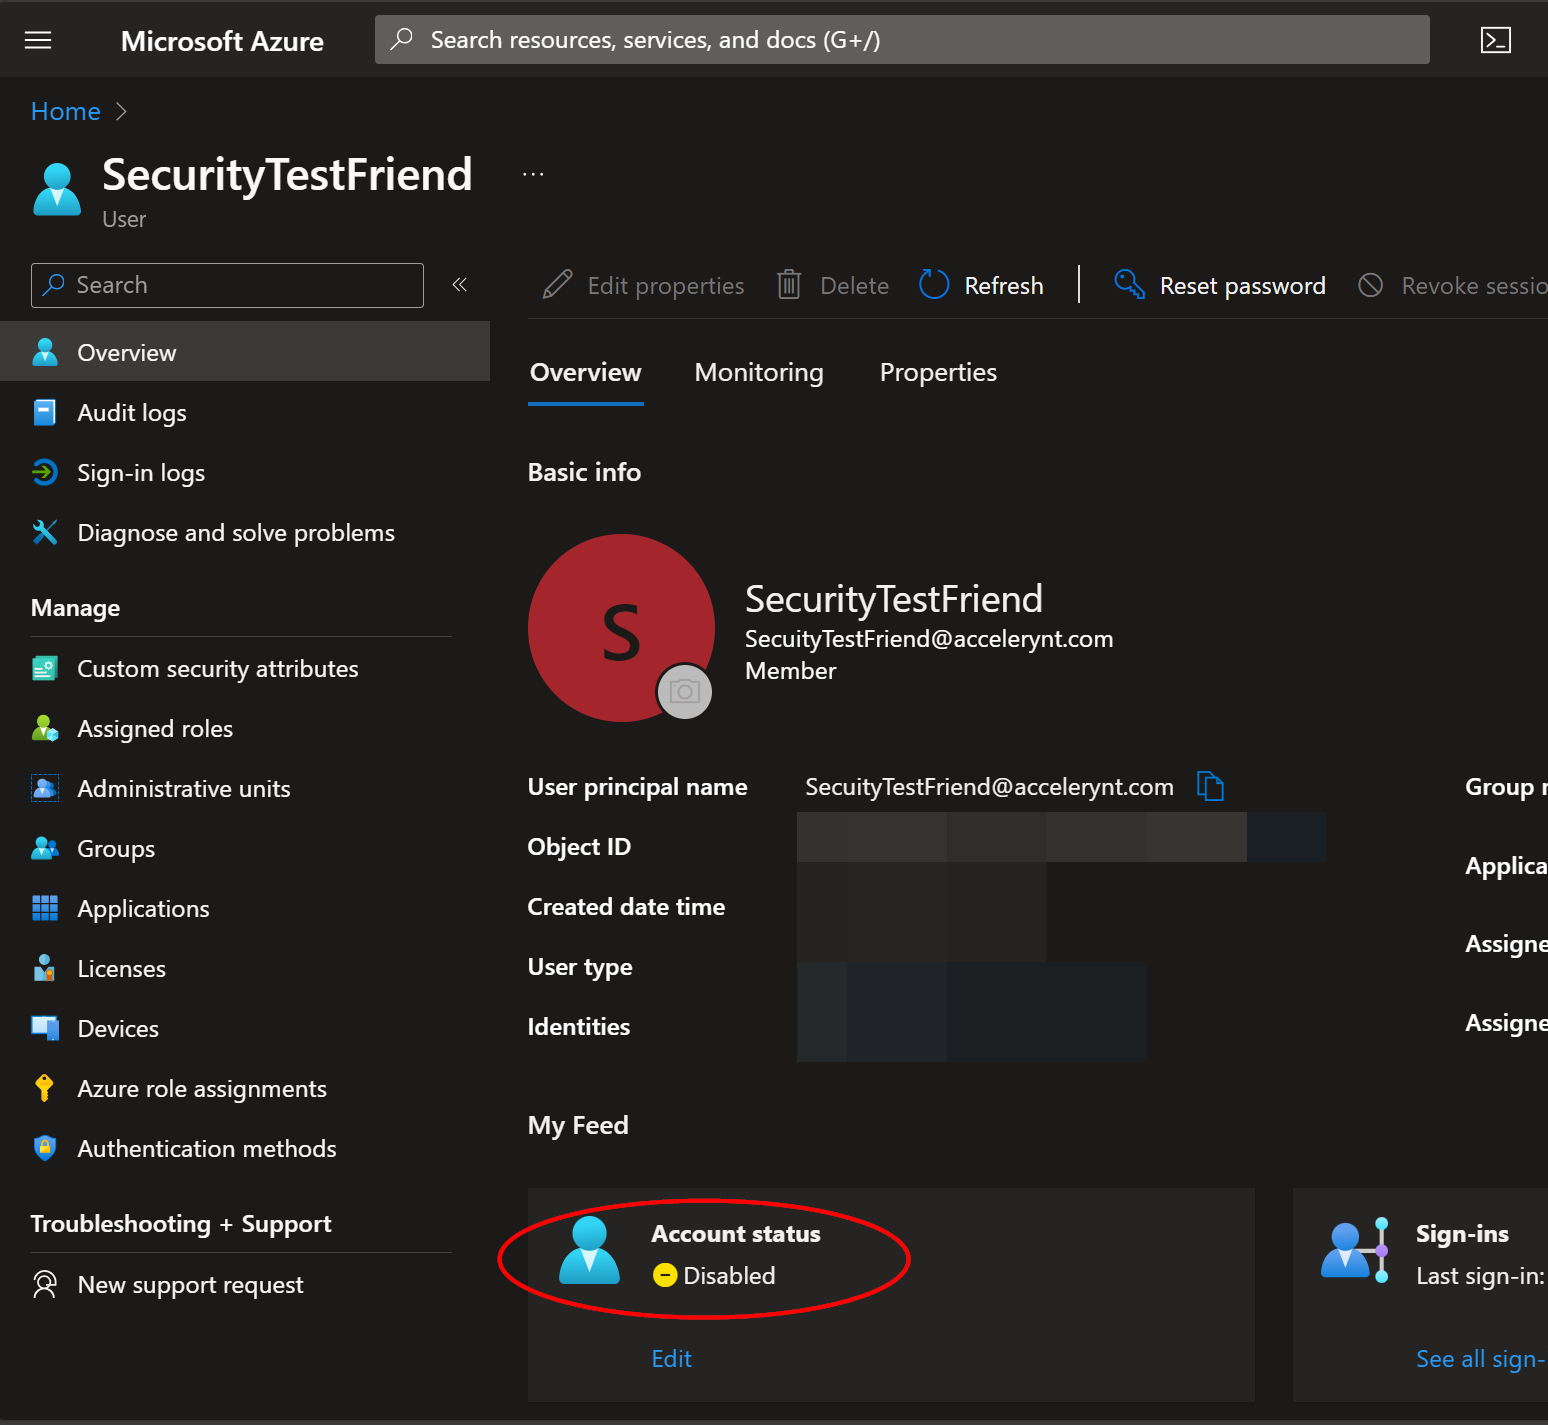 Microsoft Azure
Search resources, services, and docs (G+/)
Home
SecurityTestFriend
...
User
Search
Edit properties
Delete
Refresh
Reset password
Revoke sessio
Overview
Audit logs
Sign-in logs
Diagnose and solve problems
Manage
Custom security attributes
Assigned roles
Administrative units
Groups
Applications
Licenses
Devices
Azure role assignments
Authentication methods
Troubleshooting + Support
New support request
Overview
Monitoring
Properties
Basic info
S
SecurityTestFriend
SecuityTestFriend@accelerynt.com
Member
User principal name
SecuityTestFriend@accelerynt.com
Object ID
Created date time
User type
Identities
Group
Applica
Assigne
Assigne
My Feed
Account status
Disabled
Edit
Sign-ins
Last sign-in:
See all sign-